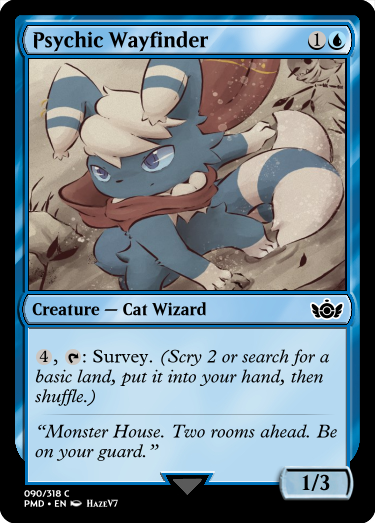 Psychic Wayfinder 1
Creature — Cat Wizard
4, : Survey. (Scry 2 or search for a
basic land, put it into your hand, then
shuffle.)
“Monster House. Two rooms ahead. Be
on your guard.”
1/3
090/318 C
PMD • EN HazeV7